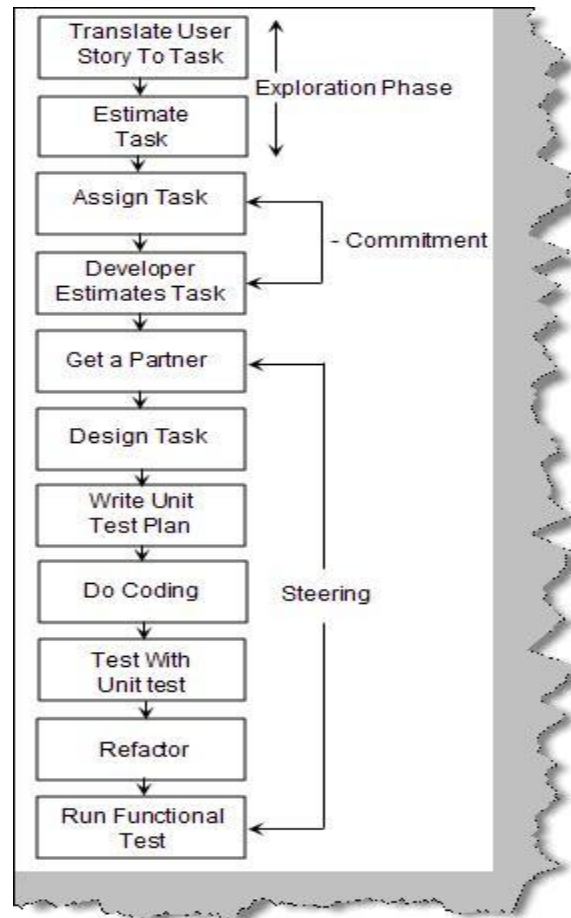 Translate User
Story To Task
Exploration Phase
Estimate
Task
Assign Task
- Commitment
Developer
Estimates Task
Get a Partner
Design Task
Write Unit
Test Plan
Do Coding
Steering
Test With
Unit test
Refactor
Run Functional
Test